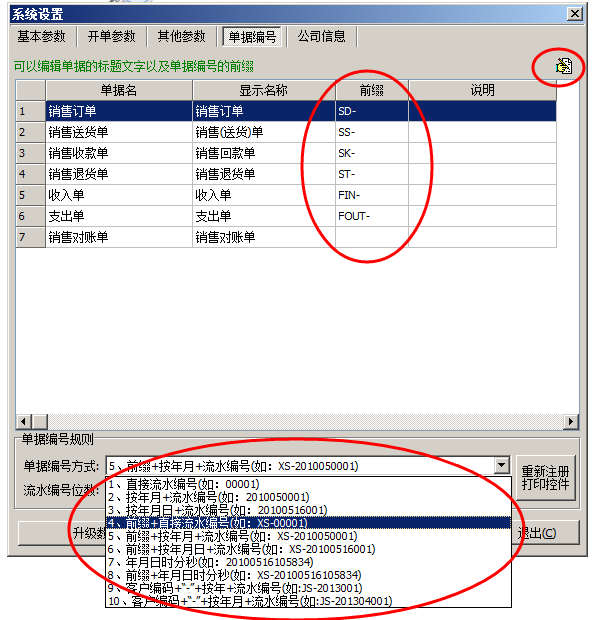 系统设置
基本参数 开单参数 其他参数 单据编号 公司信息
可以编辑单据的标题文字以及单据编号的前缀
单据名 显示名称 前缀 说明
1 销售订单 销售订单 SD-
2 销售送货单 销售(送货)单 SS-
3 销售收款单 销售回款单 SK-
4 销售退货单 销售退货单 ST-
5 收入单 收入单 FIN-
6 支出单 支出单 FOUT-
7 销售对账单 销售对账单
单据编号规则
单据编号方式: 5、前缀+按年月+流水编号(如: XS-2010050001)
重新注册
打印控件
流水编号位数:
1、直接流水编号(如: 00001)
2、按年月+流水编号(如: 2010050001)
3、按年月日+流水编号(如: 20100516001)
4、前缀+直接流水编号(如: XS-00001)
5、前缀+按年月+流水编号(如: XS-2010050001)
6、前缀+按年月日+流水编号(如: XS-20100516001)
7、年月日时分秒(如: 20100516105834)
8、前缀+年月日时分秒(如: XS-20100516105834)
9、客户编码+"-"+按年+流水编号(如:JS-2013001)
10、客户编码+"-"+按年月+流水编号(如:JS-201304001)
升级数
退出(C)